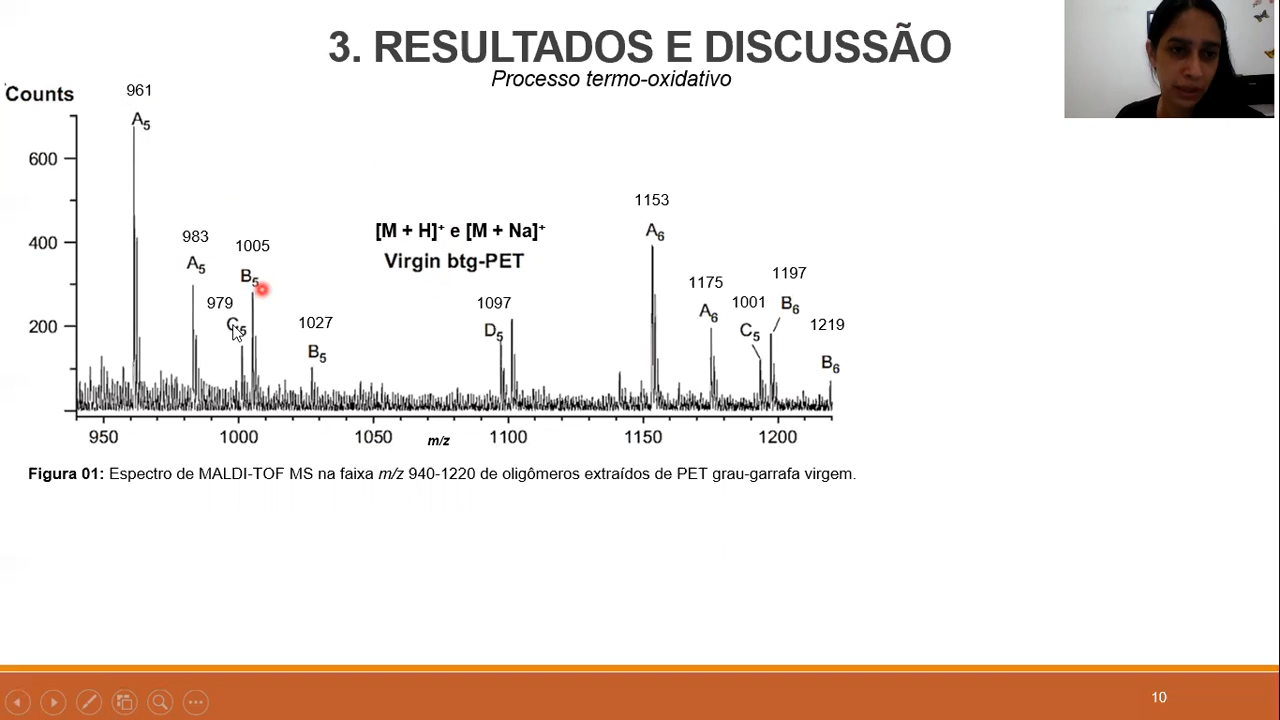 3. RESULTADOS E DISCUSSÃO
Processo termo-oxidativo
Counts
961
A5
600
400
200
983
A5
1005
B5
979
C5
1027
B5
[M + H]+ e [M + Na]+
Virgin btg-PET
1097
D5
1153
A6
1175
A6
1001
C5
1197
B6
1219
B6
950
1000
1050
m/z
1100
1150
1200
Figura 01: Espectro de MALDI-TOF MS na faixa m/z 940-1220 de oligômeros extraídos de PET grau-garrafa virgem.
10